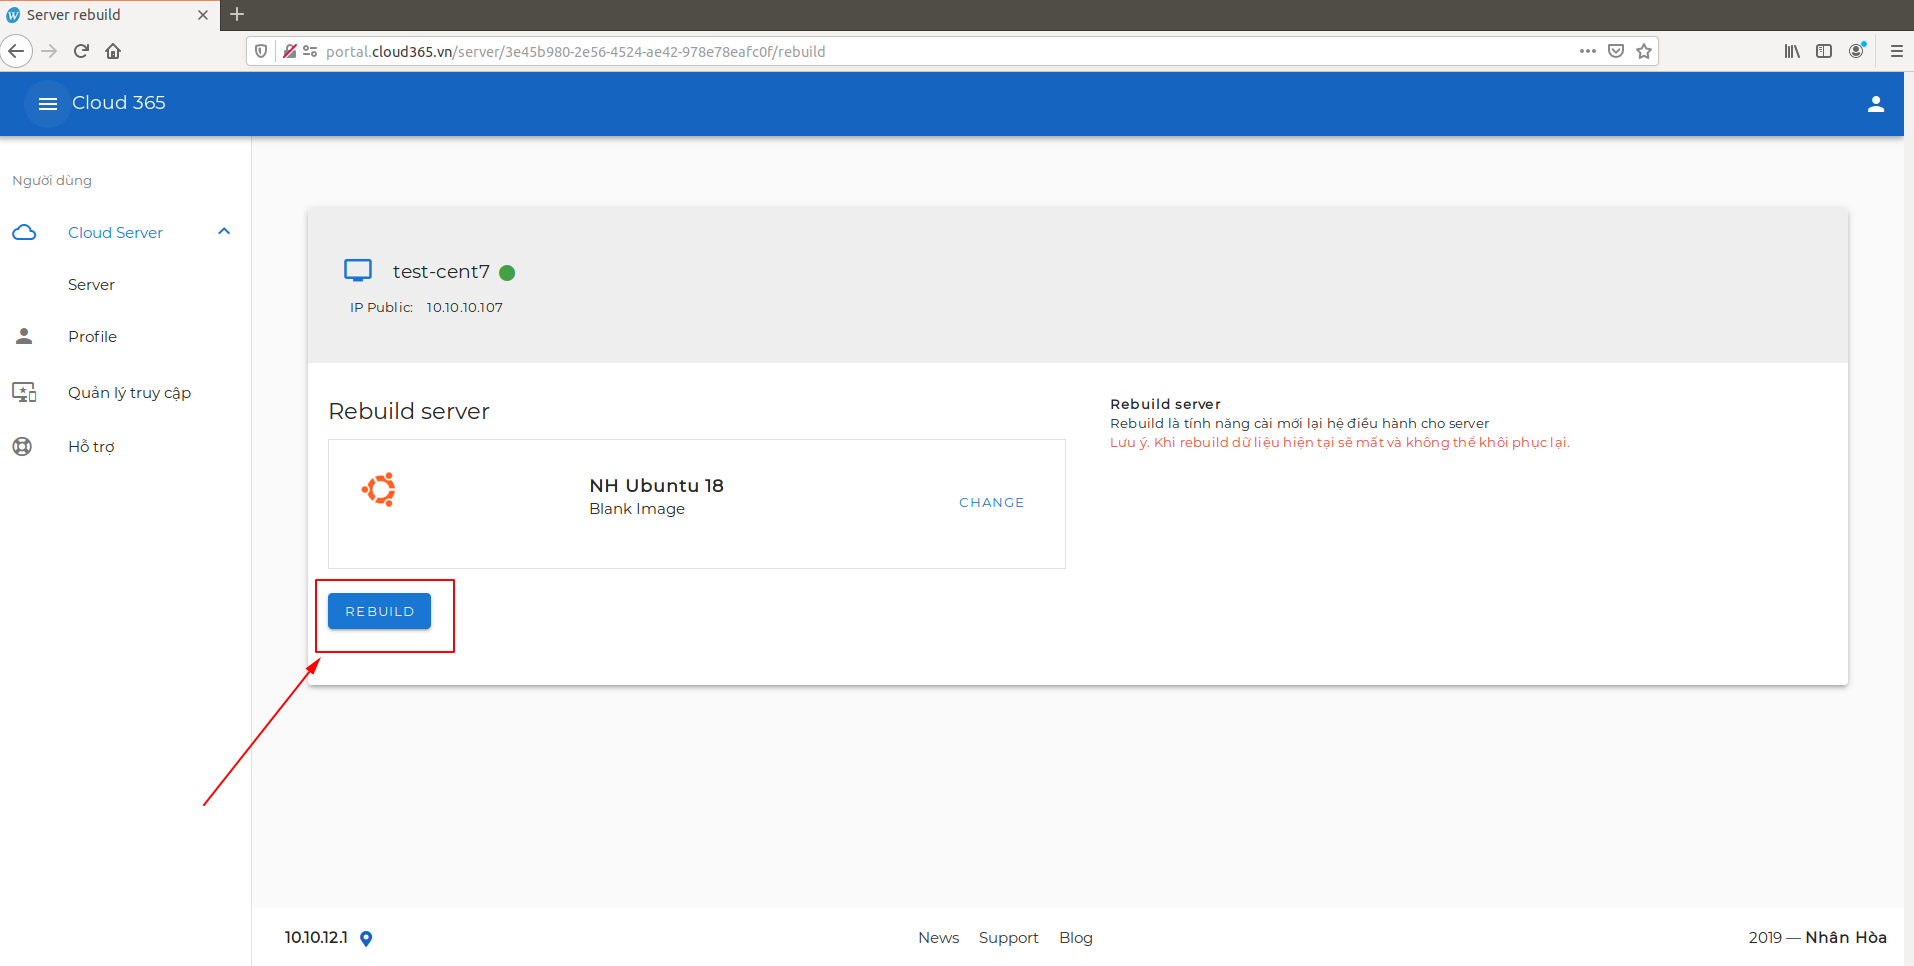 Server rebuild
portal.cloud365.vn/server/3e45b980-2e56-4524-ae42-978e78eafc0f/rebuild
Cloud 365
Người dùng
Cloud Server
Server
Profile
Quản lý truy cập
Hỗ trợ
test-cent7
IP Public: 10.10.10.107
Rebuild server
NH Ubuntu 18
Blank Image
CHANGE
REBUILD
Rebuild server
Rebuild là tính năng cài mới lại hệ điều hành cho server
Lưu ý. Khi rebuild dữ liệu hiện tại sẽ mất và không thể khôi phục lại.
10.10.12.1
News Support Blog
2019 — Nhân Hòa